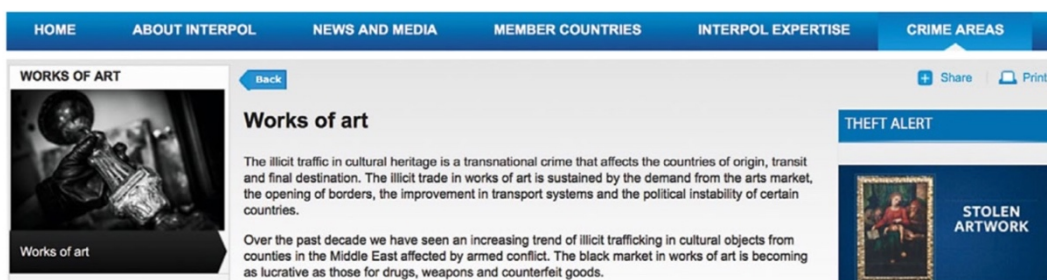 HOME ABOUT INTERPOL NEWS AND MEDIA MEMBER COUNTRIES INTERPOL EXPERTISE CRIME AREAS
WORKS OF ART
Works of art
Back
Share Print
Works of art
The illicit traffic in cultural heritage is a transnational crime that affects the countries of origin, transit
and final destination. The illicit trade in works of art is sustained by the demand from the arts market,
the opening of borders, the improvement in transport systems and the political instability of certain
countries.
Over the past decade we have seen an increasing trend of illicit trafficking in cultural objects from
counties in the Middle East affected by armed conflict. The black market in works of art is becoming
as lucrative as those for drugs, weapons and counterfeit goods.
THEFT ALERT
STOLEN
ARTWORK